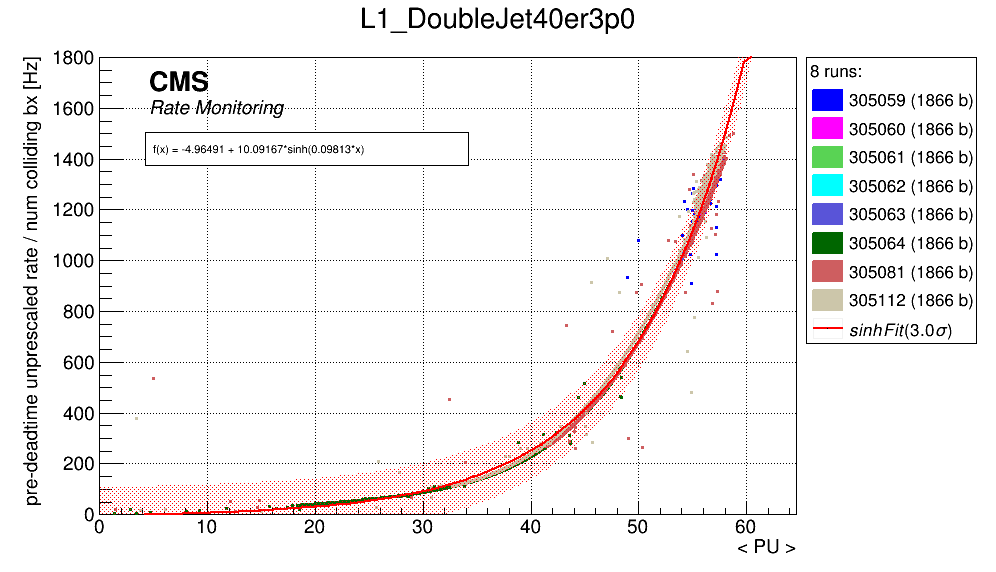 L1_DoubleJet40er3p0
pre-deadtime unprescaled rate / num colliding bx [Hz]
1800
1600
1400
1200
1000
800
600
400
200
0
CMS
Rate Monitoring
f(x) = -4.96491 + 10.09167*sinh(0.09813*x)
0 10 20 30 40 50 60
< PU >
8 runs:
305059 (1866 b)
305060 (1866 b)
305061 (1866 b)
305062 (1866 b)
305063 (1866 b)
305064 (1866 b)
305081 (1866 b)
305112 (1866 b)
sinhFit(3.0σ)